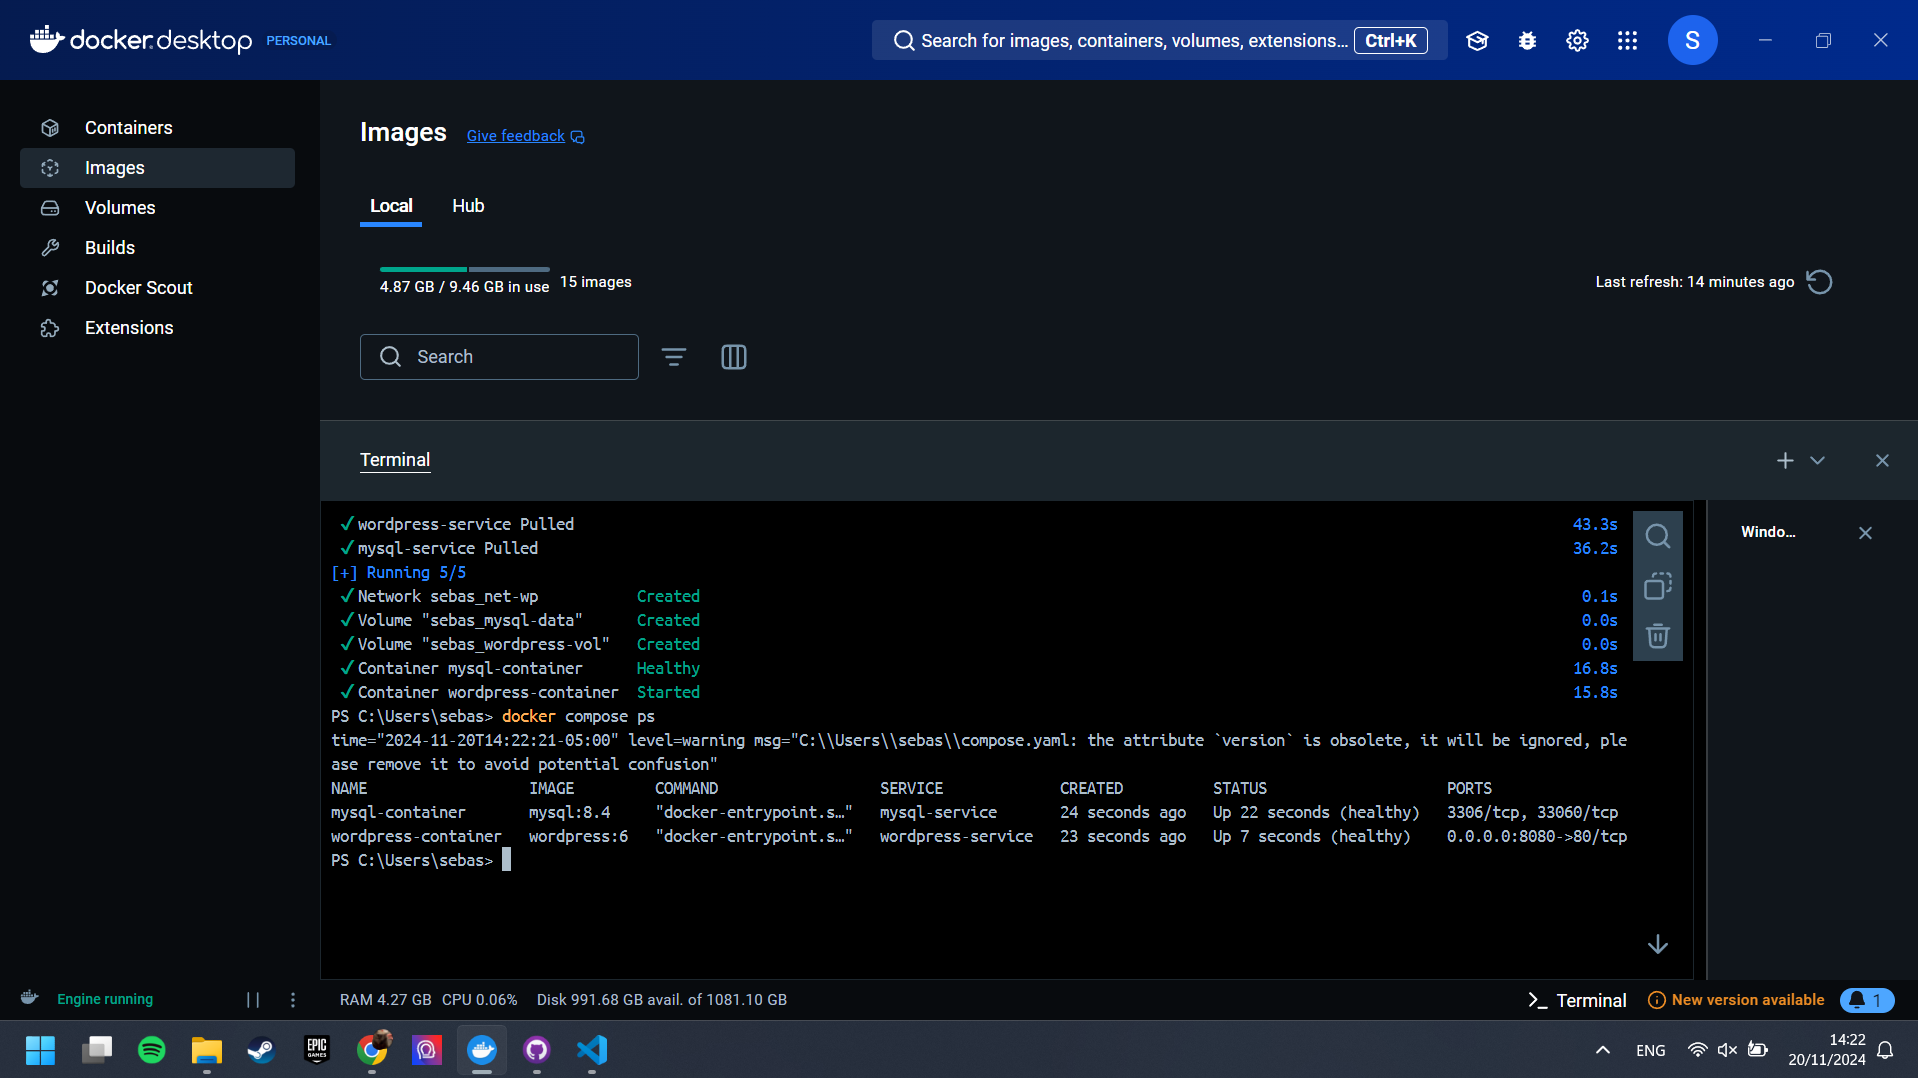 docker.desktop PERSONAL
Search for images, containers, volumes, extensions... Ctrl+K
S
Containers
Images
Volumes
Builds
Docker Scout
Extensions
Images Give feedback
Local Hub
4.87 GB / 9.46 GB in use 15 images
Last refresh: 14 minutes ago
Search
Terminal
✓wordpress-service Pulled 43.3s
✓mysql-service Pulled 36.2s
[+] Running 5/5
✓Network sebas_net-wp Created 0.1s
✓Volume "sebas_mysql-data" Created 0.0s
✓Volume "sebas_wordpress-vol" Created 0.0s
✓Container mysql-container Healthy 16.8s
✓Container wordpress-container Started 15.8s
PS C:\Users\sebas> docker compose ps
time="2024-11-20T14:22:21-05:00" level=warning msg="C:\\Users\\sebas\\compose.yaml: the attribute `version` is obsolete, it will be ignored, ple
ase remove it to avoid potential confusion"
NAME IMAGE COMMAND SERVICE CREATED STATUS PORTS
mysql-container mysql:8.4 "docker-entrypoint.s…" mysql-service 24 seconds ago Up 22 seconds (healthy) 3306/tcp, 33060/tcp
wordpress-container wordpress:6 "docker-entrypoint.s…" wordpress-service 23 seconds ago Up 7 seconds (healthy) 0.0.0.0:8080->80/tcp
PS C:\Users\sebas>
Windo...
Engine running
RAM 4.27 GB CPU 0.06% Disk 991.68 GB avail. of 1081.10 GB
Terminal
New version available
1
EPIC
GAMES
ENG
14:22
20/11/2024